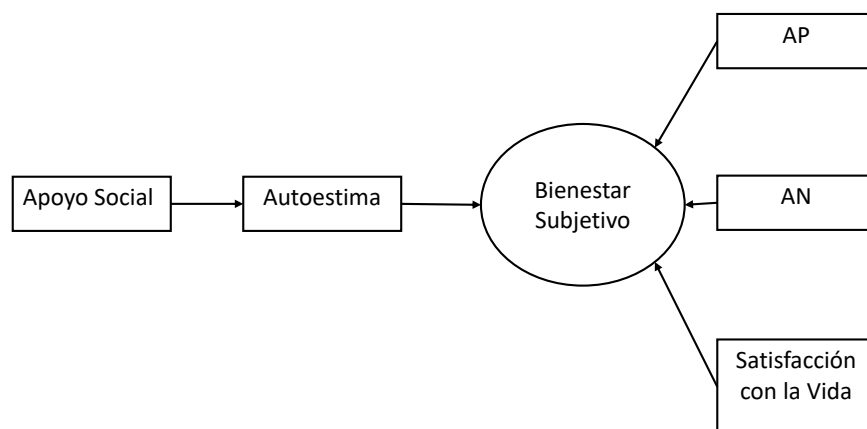 AP
Apoyo Social
Autoestima
Bienestar
Subjetivo
AN
Satisfacción
con la Vida